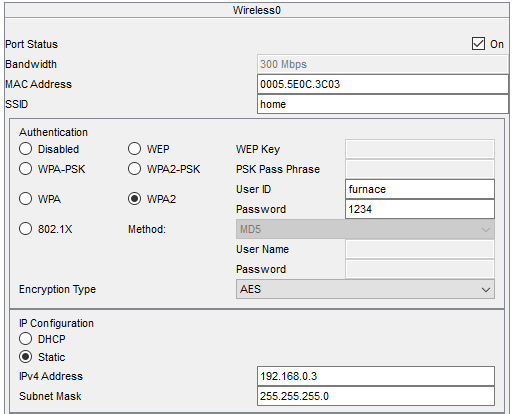 Wireless0
Port Status On
Bandwidth 300 Mbps
MAC Address 0005.5E0C.3C03
SSID home
Authentication
Disabled WEP WEP Key
WPA-PSK WPA2-PSK PSK Pass Phrase
User ID furnace
WPA WPA2
Password 1234
802.1X Method: MD5
User Name
Password
Encryption Type AES
IP Configuration
DHCP
Static
IPv4 Address 192.168.0.3
Subnet Mask 255.255.255.0